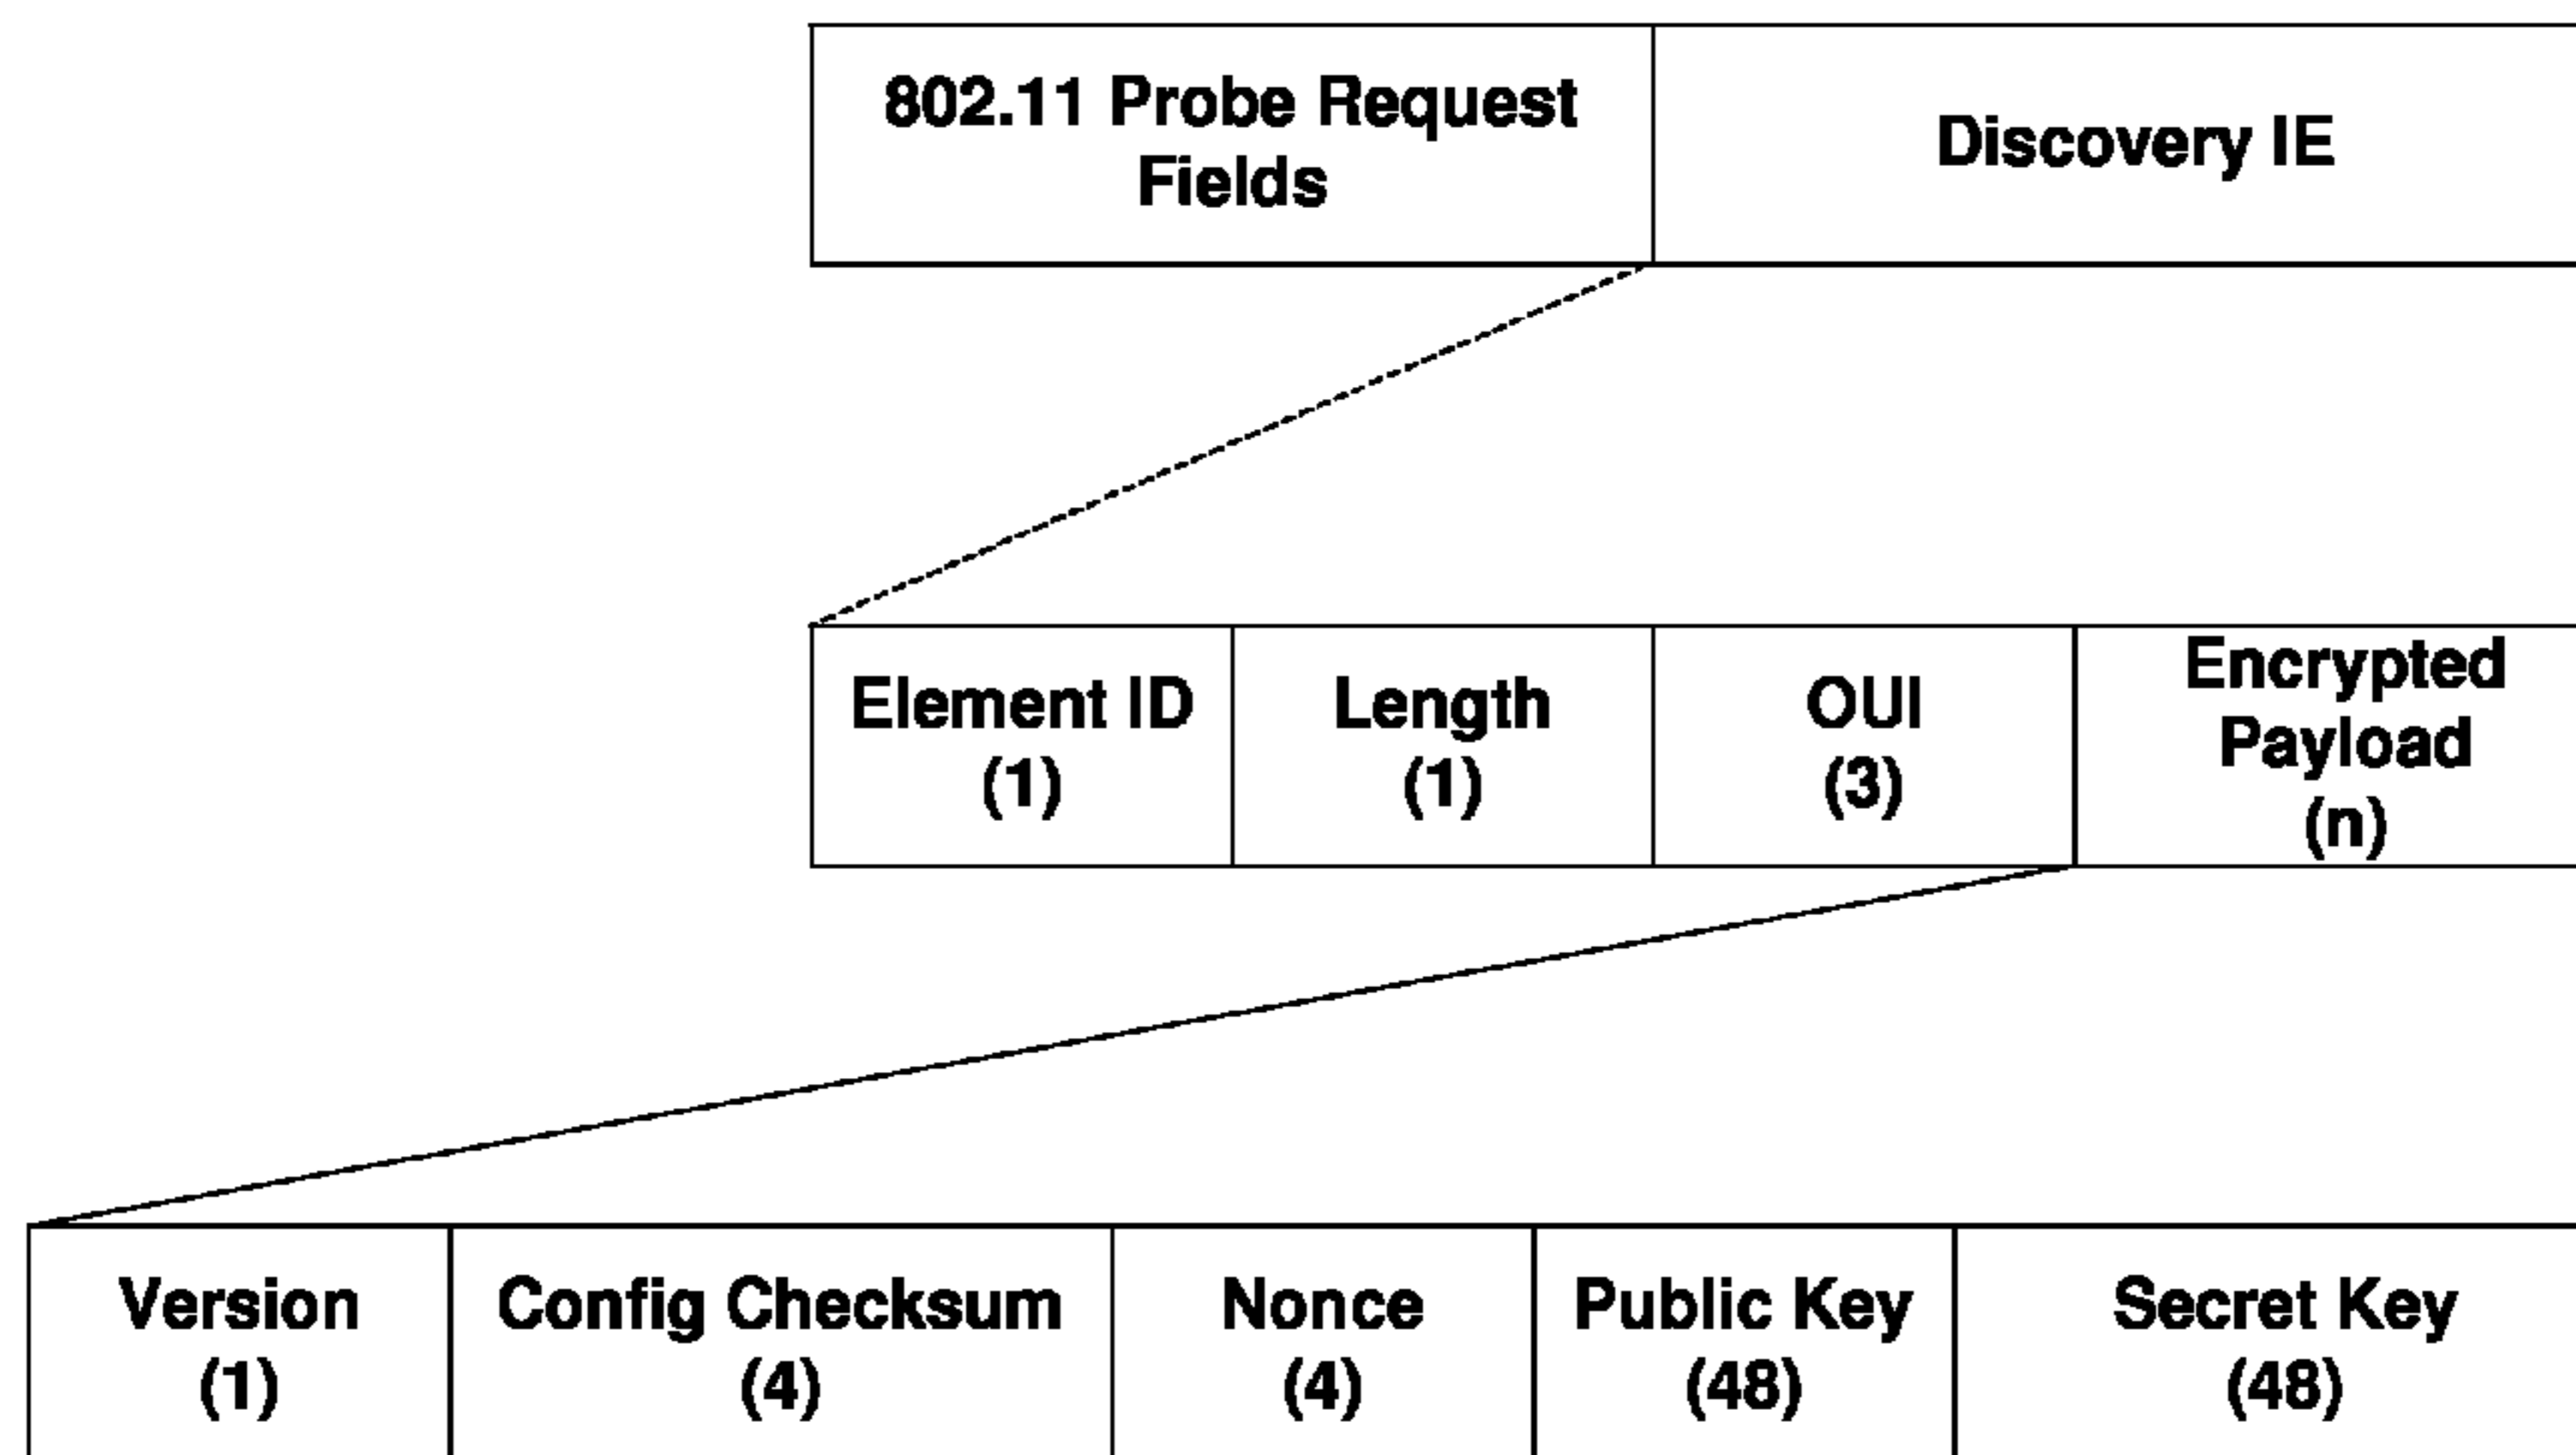 802.11 Probe Request
Fields
Discovery IE
Element ID
(1)
Length
(1)
OUI
(3)
Encrypted
Payload
(n)
Version
(1)
Config Checksum
(4)
Nonce
(4)
Public Key
(48)
Secret Key
(48)